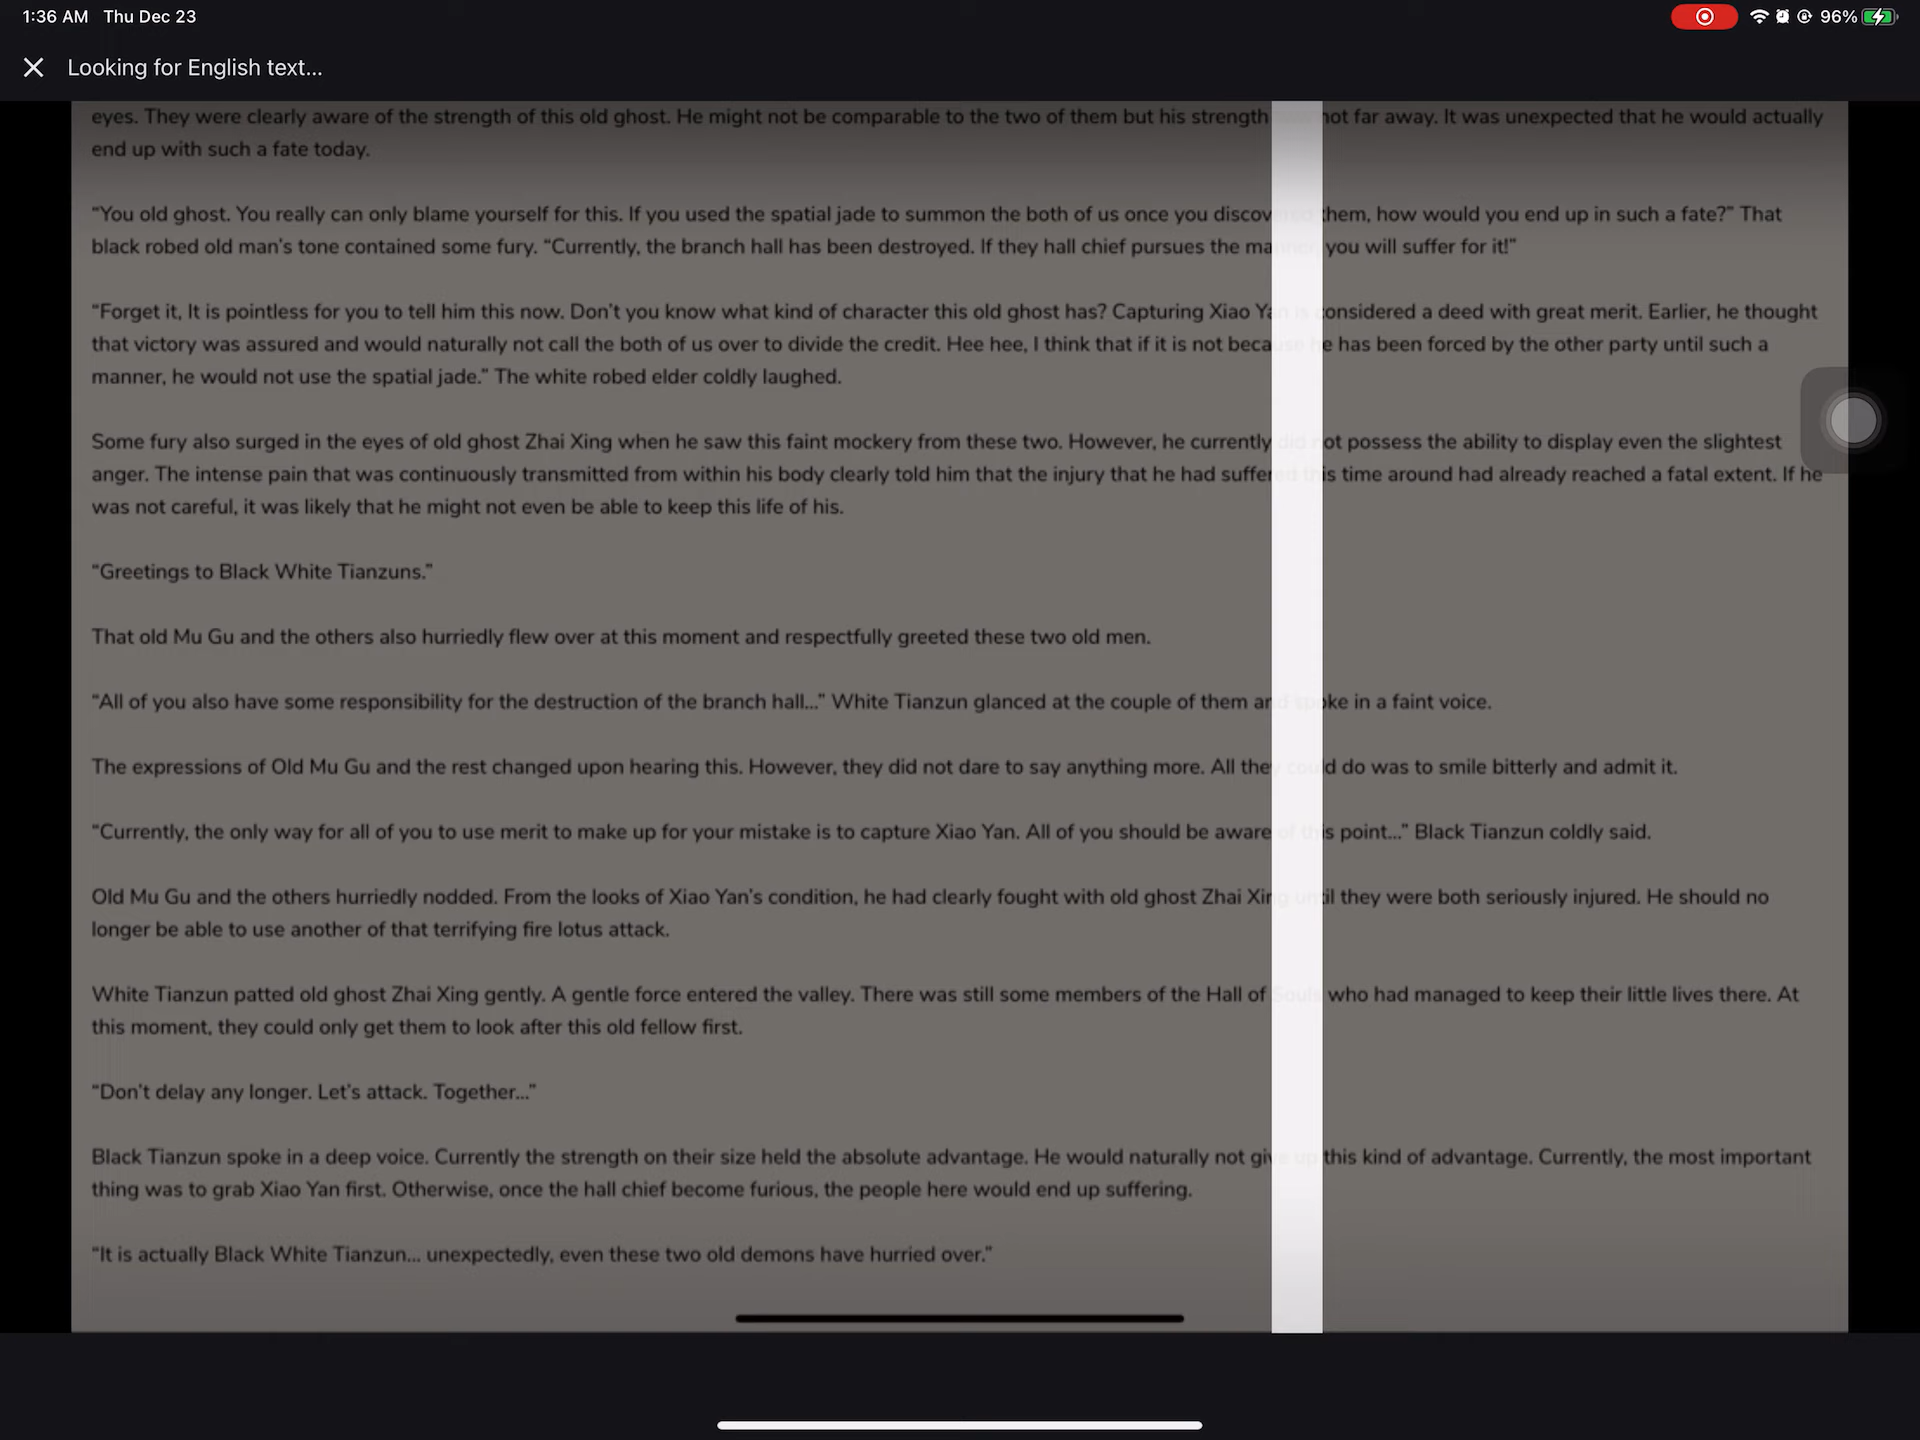 1:36 AM Thu Dec 23
96%
Looking for English text...
eyes. They were clearly aware of the strength of this old ghost. He might not be comparable to the two of them but his strength not far away. It was unexpected that he would actually
end up with such a fate today.
“You old ghost. You really can only blame yourself for this. If you used the spatial jade to summon the both of us once you discovered them, how would you end up in such a fate?” That
black robed old man's tone contained some fury. “Currently, the branch hall has been destroyed. If they hall chief pursues the manner, you will suffer for it!”
“Forget it, It is pointless for you to tell him this now. Don't you know what kind of character this old ghost has? Capturing Xiao Yan is considered a deed with great merit. Earlier, he thought
that victory was assured and would naturally not call the both of us over to divide the credit. Hee hee, I think that if it is not because he has been forced by the other party until such a
manner, he would not use the spatial jade.” The white robed elder coldly laughed.
Some fury also surged in the eyes of old ghost Zhai Xing when he saw this faint mockery from these two. However, he currently did not possess the ability to display even the slightest
anger. The intense pain that was continuously transmitted from within his body clearly told him that the injury that he had suffered this time around had already reached a fatal extent. If he
was not careful, it was likely that he might not even be able to keep this life of his.
“Greetings to Black White Tianzuns.”
That old Mu Gu and the others also hurriedly flew over at this moment and respectfully greeted these two old men.
“All of you also have some responsibility for the destruction of the branch hall...” White Tianzun glanced at the couple of them and spoke in a faint voice.
The expressions of Old Mu Gu and the rest changed upon hearing this. However, they did not dare to say anything more. All they could do was to smile bitterly and admit it.
“Currently, the only way for all of you to use merit to make up for your mistake is to capture Xiao Yan. All of you should be aware of this point...” Black Tianzun coldly said.
Old Mu Gu and the others hurriedly nodded. From the looks of Xiao Yan's condition, he had clearly fought with old ghost Zhai Xing until they were both seriously injured. He should no
longer be able to use another of that terrifying fire lotus attack.
White Tianzun patted old ghost Zhai Xing gently. A gentle force entered the valley. There was still some members of the Hall of Souls who had managed to keep their little lives there. At
this moment, they could only get them to look after this old fellow first.
“Don't delay any longer. Let's attack. Together...”
Black Tianzun spoke in a deep voice. Currently the strength on their size held the absolute advantage. He would naturally not give up this kind of advantage. Currently, the most important
thing was to grab Xiao Yan first. Otherwise, once the hall chief become furious, the people here would end up suffering.
“It is actually Black White Tianzun... unexpectedly, even these two old demons have hurried over.”